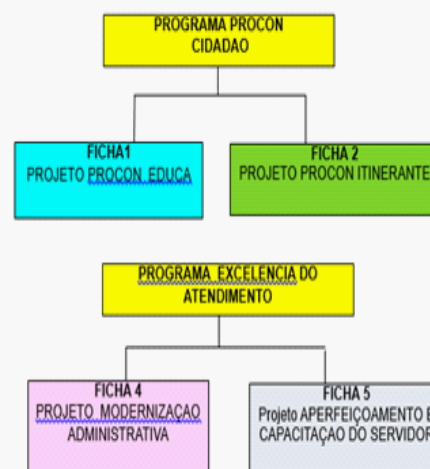 PROGRAMA PROCON
CIDADAO
FICHA1
PROJETO PROCON EDUCA
FICHA 2
PROJETO PROCON ITINERANTE
PROGRAMA EXCELENCIA DO
ATENDIMENTO
FICHA 4
PROJETO MODERNIZAÇAO
ADMINISTRATIVA
FICHA 5
Projeto APERFEIÇOAMENTO E
CAPACITAÇAO DO SERVIDOR